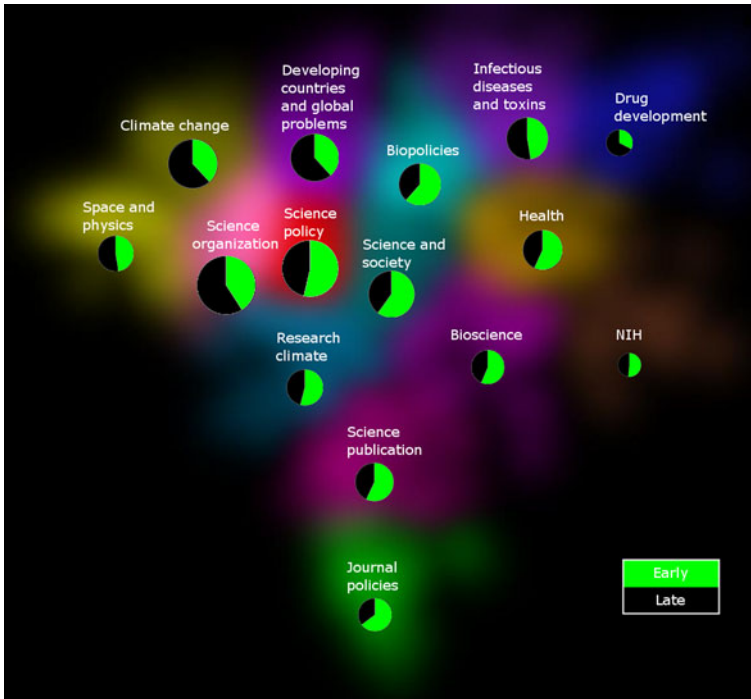 Developing
countries
and global
problems
Infectious
diseases
and toxins
Drug
development
Climate change
Biopolicies
Space and
physics
Science
organization
Science
policy
Science and
society
Health
Research
climate
Bioscience
NIH
Science
publication
Journal
policies
Early
Late